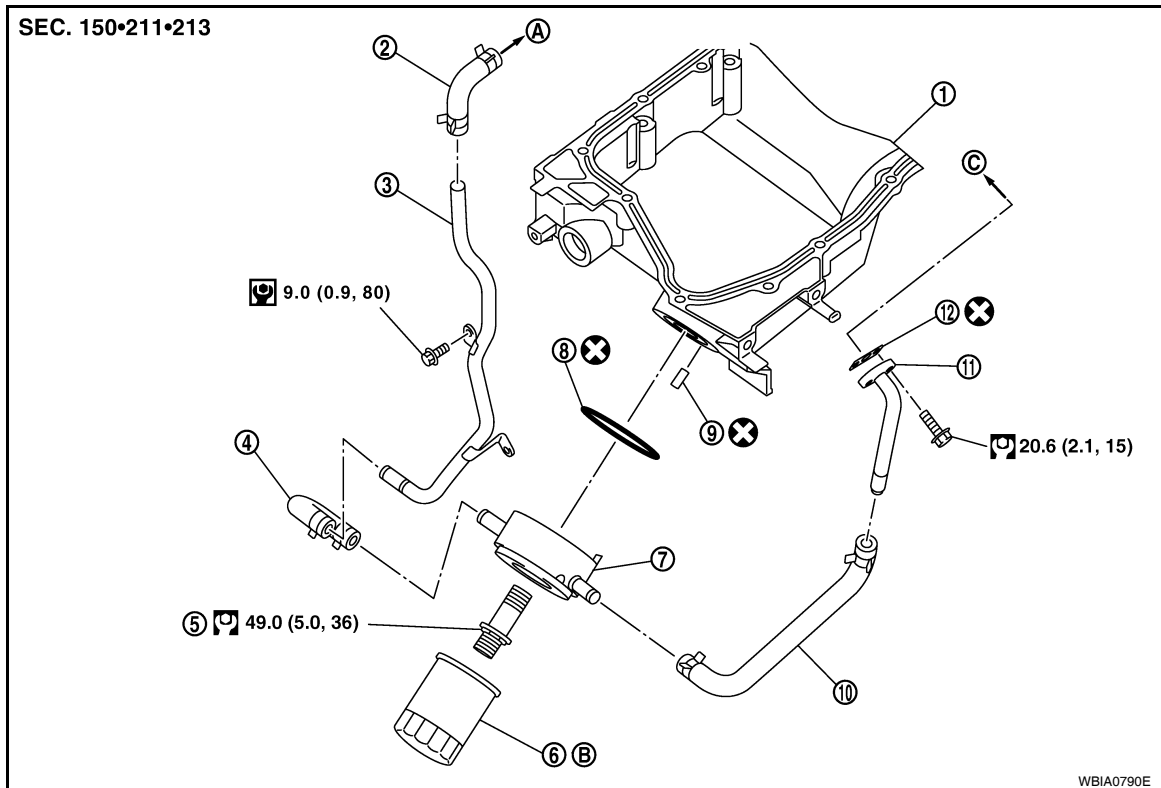 SEC. 150•211•213
② Ⓐ
①
③
Ⓒ
9.0 (0.9, 80)
⑫
⑧
⑪
⑨
④
20.6 (2.1, 15)
⑦
⑤ 49.0 (5.0, 36)
⑩
⑥ Ⓑ
WBIA0790E